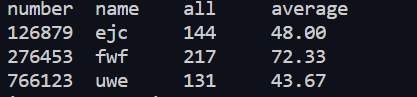 number name all average
126879 ejc 144 48.00
276453 fwf 217 72.33
766123 uwe 131 43.67